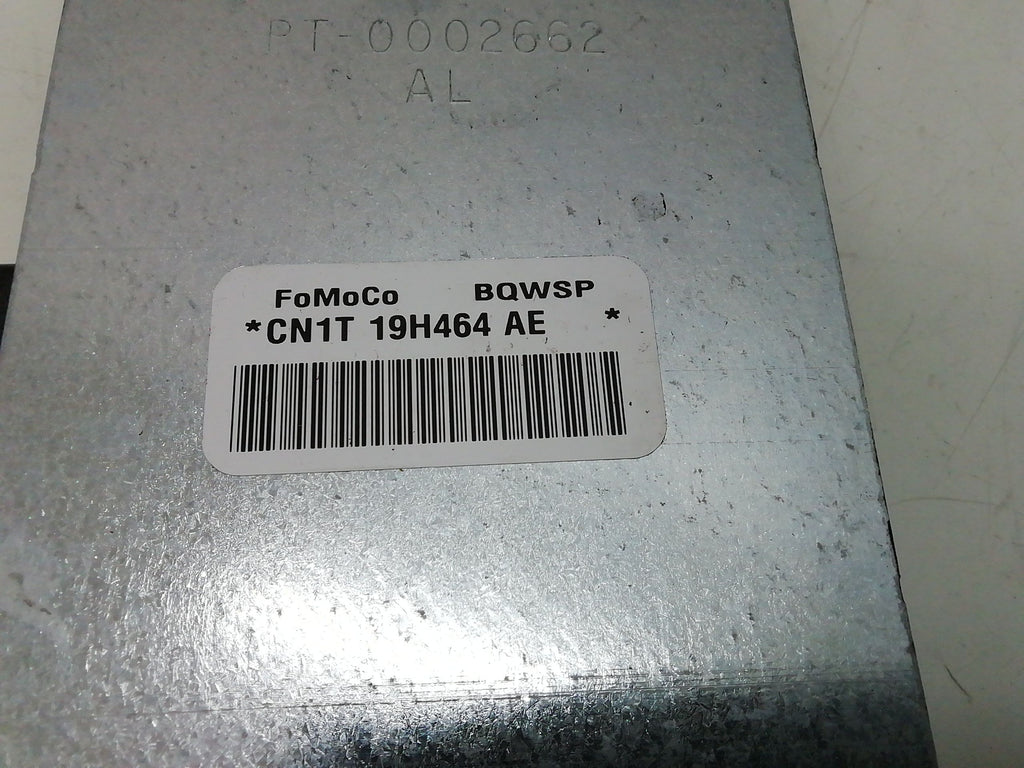 PT-0002662
AL
FoMoCo BQWSP
*CN1T 19H464 AE *